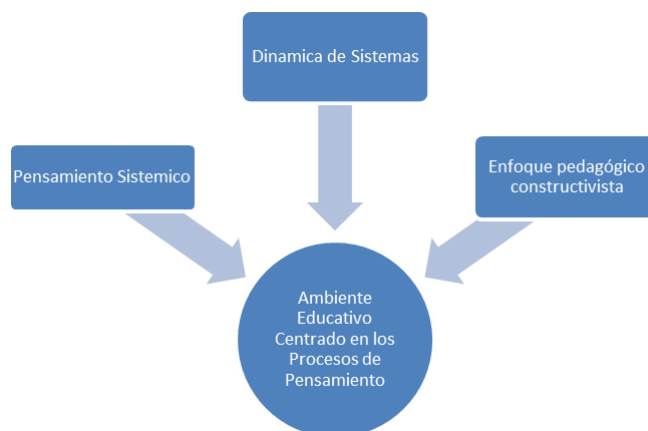 Dinamica de Sistemas
Pensamiento Sistemico
Enfoque pedagógico
constructivista
Ambiente
Educativo
Centrado en los
Procesos de
Pensamiento